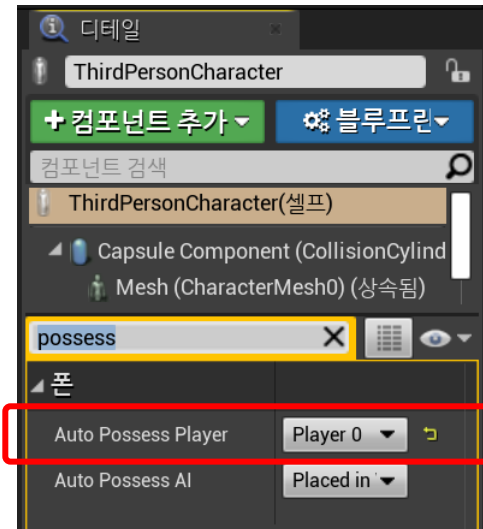 디테일
ThirdPersonCharacter
+컴포넌트 추가 블루프린
컴포넌트 검색
ThirdPersonCharacter(셀프)
Capsule Component (CollisionCylind
Mesh (CharacterMesh0) (상속됨)
possess
폰
Auto Possess Player Player 0
Auto Possess AI Placed in